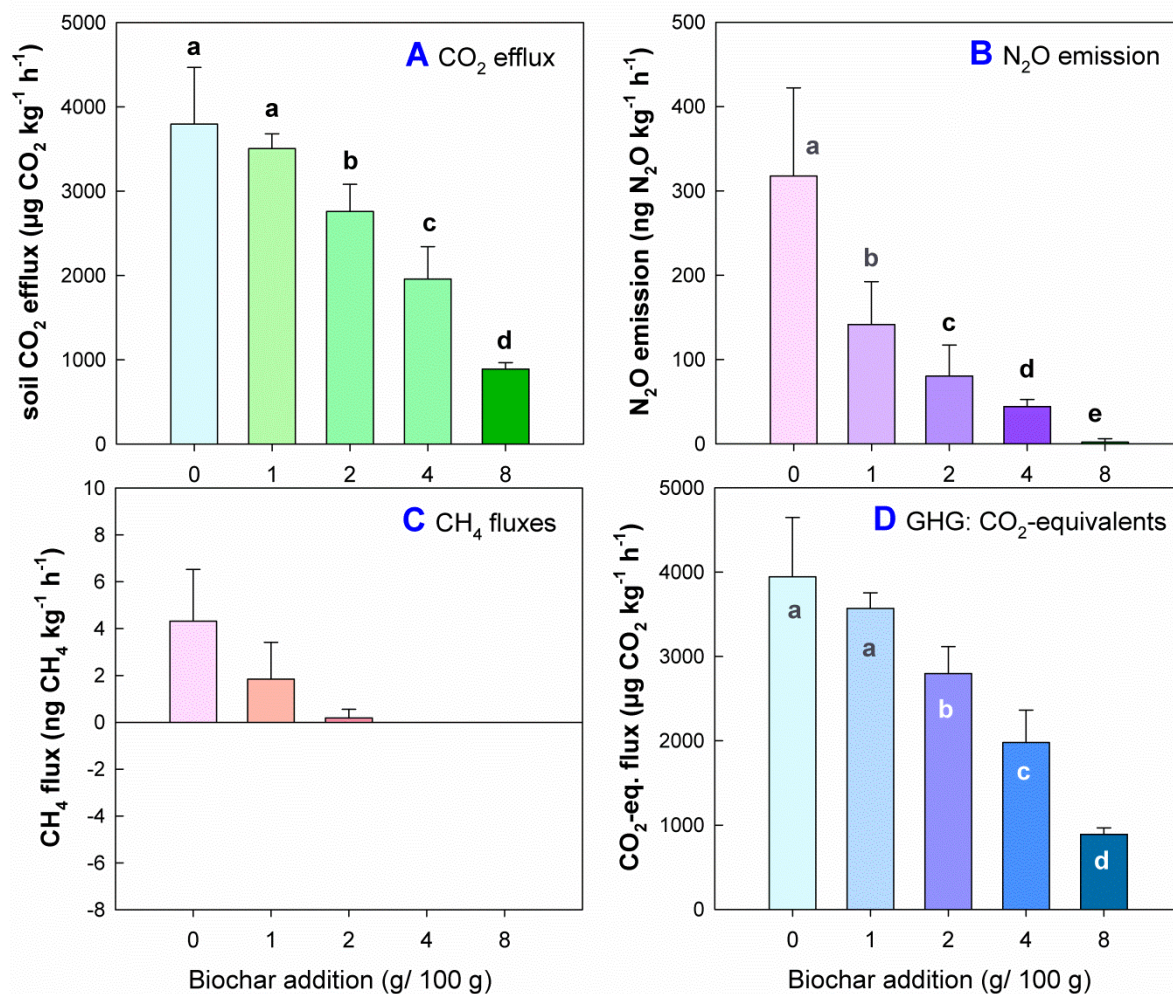 soil CO₂ efflux (µg CO₂ kg⁻¹ h⁻¹)
5000
4000
3000
2000
1000
0
A CO₂ efflux
a
a
b
c
d
0 1 2 4 8
N₂O emission (ng N₂O kg⁻¹ h⁻¹)
500
400
300
200
100
0
B N₂O emission
a
b
c
d
e
0 1 2 4 8
CH₄ flux (ng CH₄ kg⁻¹ h⁻¹)
10
8
6
4
2
0
-2
-4
-6
-8
C CH₄ fluxes
0 1 2 4 8
Biochar addition (g/ 100 g)
CO₂-eq. flux (µg CO₂ kg⁻¹ h⁻¹)
5000
4000
3000
2000
1000
0
D GHG: CO₂-equivalents
a
a
b
c
d
0 1 2 4 8
Biochar addition (g/ 100 g)